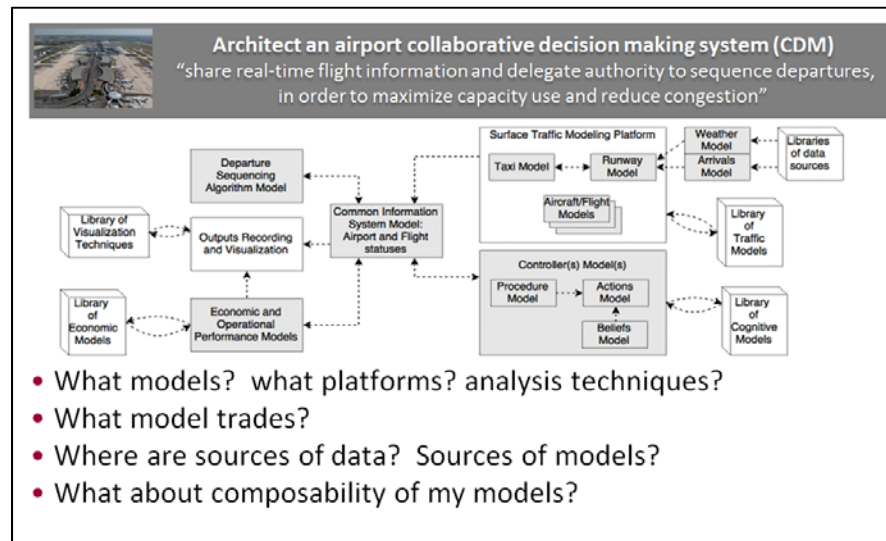 Architect an airport collaborative decision making system (CDM)
“share real-time flight information and delegate authority to sequence departures,
in order to maximize capacity use and reduce congestion”
Surface Traffic Modeling Platform
Weather
Model
Libraries
of data
sources
Departure
Sequencing
Algorithm Model
Taxi Model
Runway
Model
Arrivals
Model
Common Information
System Model:
Airport and Flight
statuses
Aircraft/Flight
Models
Library of
Visualization
Techniques
Outputs Recording
and Visualization
Library
of
Traffic Models
Controller(s) Model(s)
Procedure
Model
Actions
Model
Library
of
Economic
Models
Economic and
Operational
Performance Models
Beliefs
Model
Library
of
Cognitive
Models
• What models? what platforms? analysis techniques?
• What model trades?
• Where are sources of data? Sources of models?
• What about composability of my models?